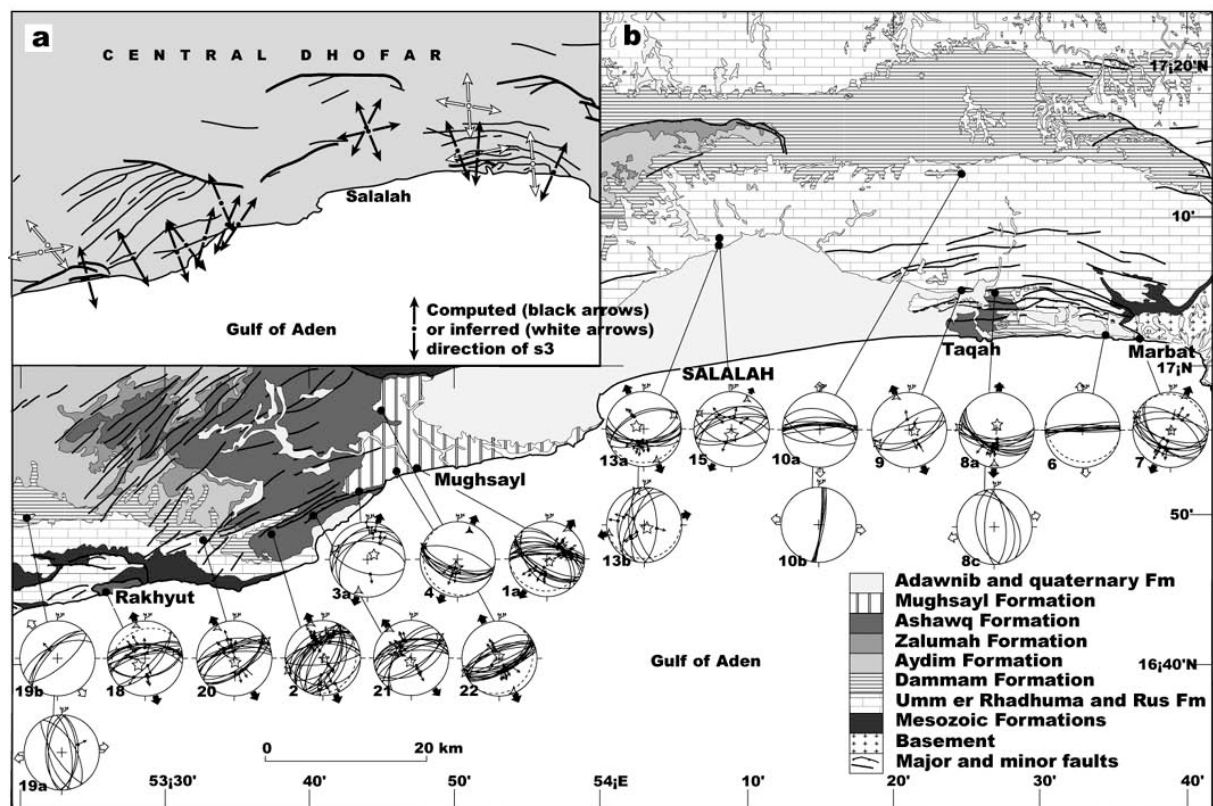 a
CENTRAL DHOFAR
Salalah
Gulf of Aden
Computed (black arrows)
or inferred (white arrows)
direction of s3
b
17¡20'N
10'
Taqah
Marbat
17¡N
SALALAH
13a
15
10a
9
8a
6
7
Mughsayl
13b
10b
8c
50'
3a
4
1a
Rakhyut
19b
18
20
2
21
22
Gulf of Aden
16¡40'N
19a
Adawnib and quaternary Fm
Mughsayl Formation
Ashawq Formation
Zalumah Formation
Aydim Formation
Dammam Formation
Umm er Rhadhuma and Rus Fm
Mesozoic Formations
Basement
Major and minor faults
0 20 km
53¡30'
40'
50'
54¡E
10'
20'
30'
40'